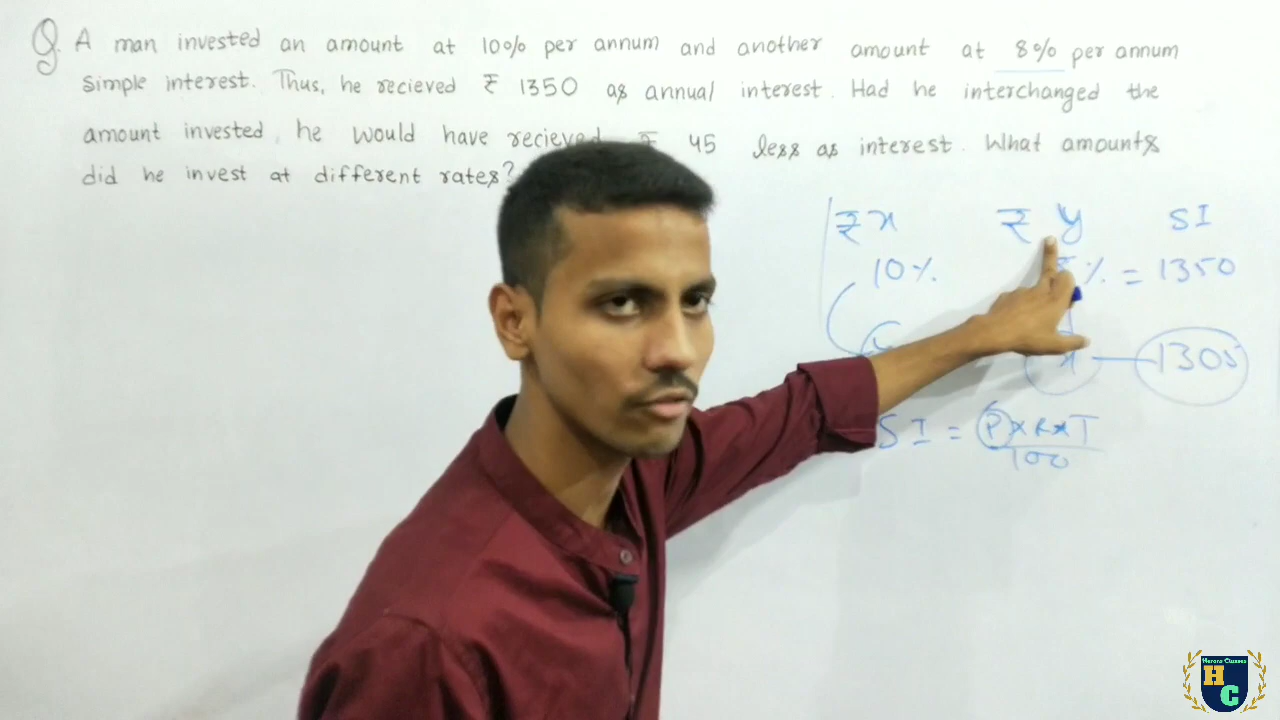 Q. A man invested an amount at 10% per annum and another amount at 8% per annum
simple interest. Thus, he recieved ₹ 1350 as annual interest. Had he interchanged the
amount invested, he would have recieved ₹ 45 less as interest. What amounts
did he invest at different rates?
₹ x ₹ y SI
10% % = 1350
x — 1305
SI = P×R×T
100
Herons Classes
H
C